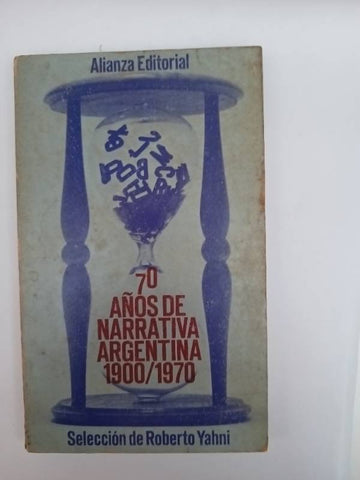 Alianza Editorial
70
AÑOS DE
NARRATIVA
ARGENTINA
1900/1970
Selección de Roberto Yahni